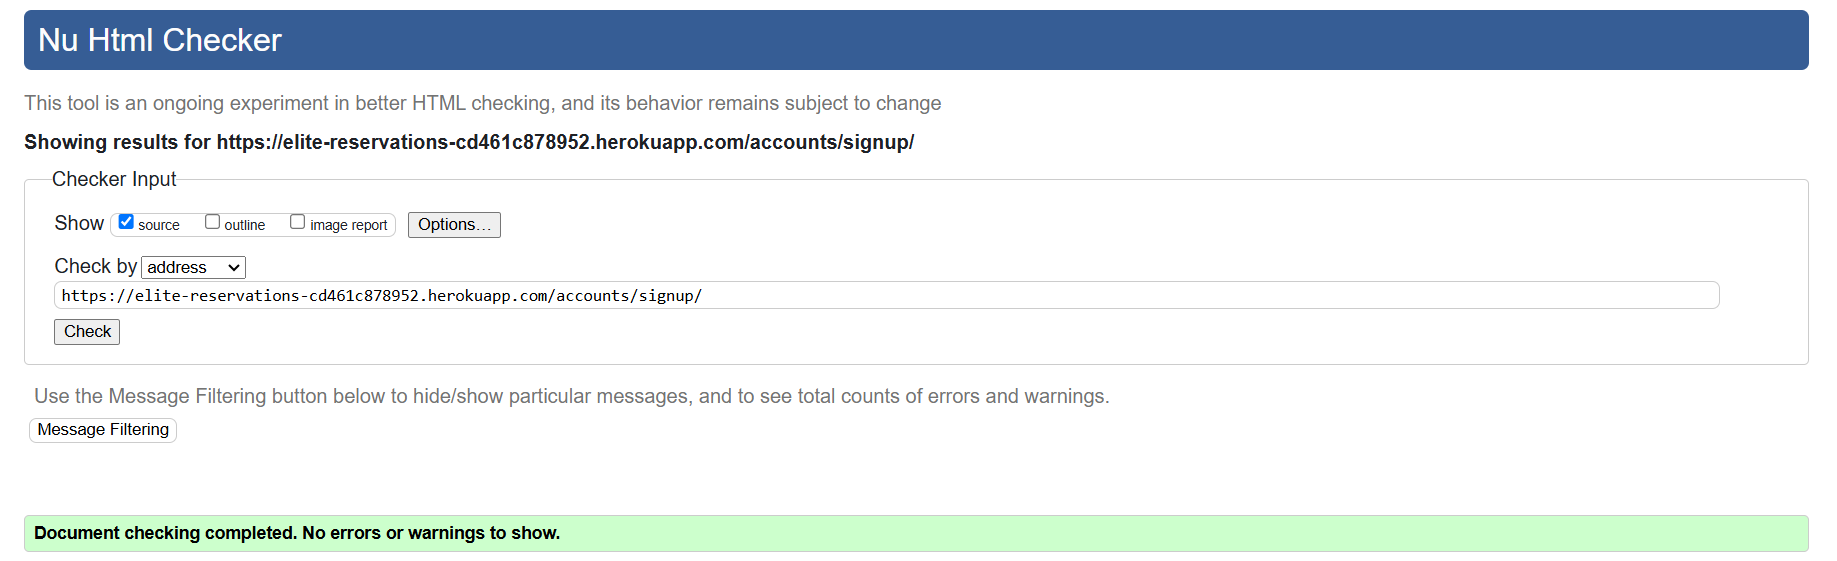 Nu Html Checker
This tool is an ongoing experiment in better HTML checking, and its behavior remains subject to change
Showing results for https://elite-reservations-cd461c878952.herokuapp.com/accounts/signup/
Checker Input
Show source outline image report Options...
Check by address
https://elite-reservations-cd461c878952.herokuapp.com/accounts/signup/
Check
Use the Message Filtering button below to hide/show particular messages, and to see total counts of errors and warnings.
Message Filtering
Document checking completed. No errors or warnings to show.